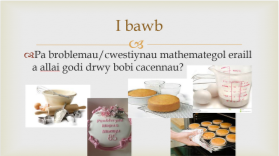 I bawb
Pa broblemau/cwestiynau mathemategol eraill
a allai godi drwy bobi cacennau?